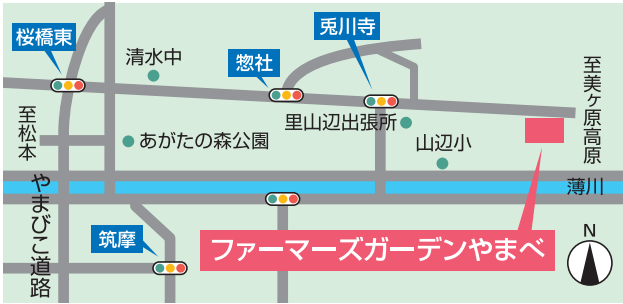 桜橋東
清水中
兎川寺
惣社
至美ヶ原高原
至松本
里山辺出張所
あがたの森公園
山辺小
薄川
やまびこ道路
筑摩
ファーマーズガーデンやまべ
N